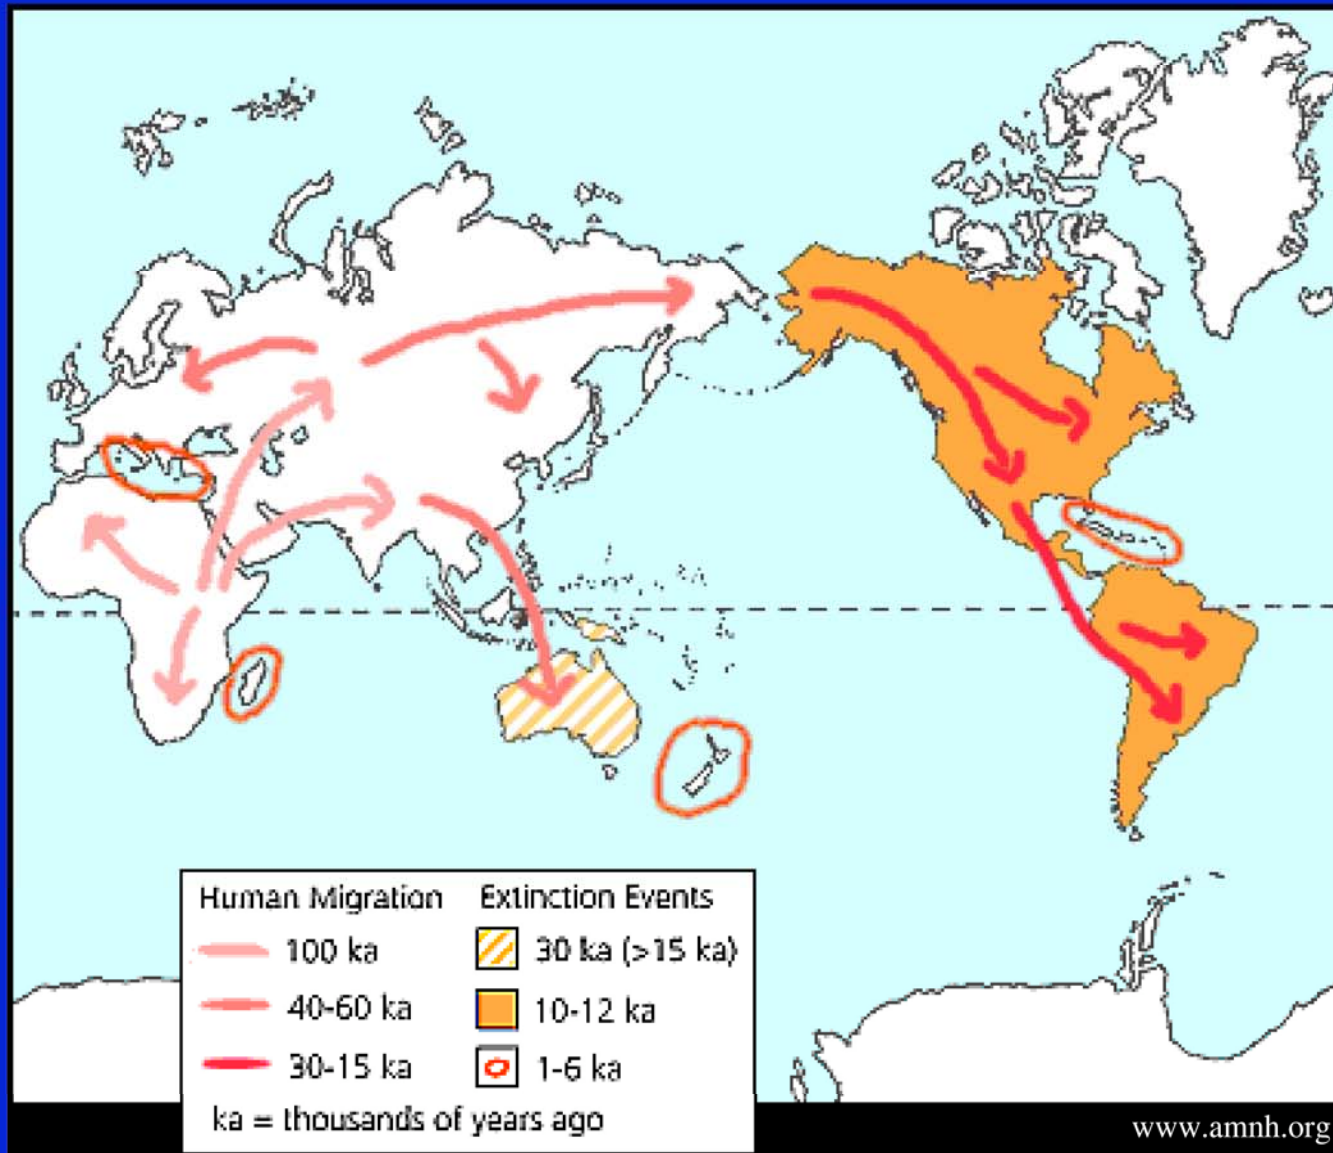 Human Migration
100 ka
40-60 ka
30-15 ka
ka = thousands of years ago
Extinction Events
30 ka (>15 ka)
10-12 ka
1-6 ka
www.amnh.org